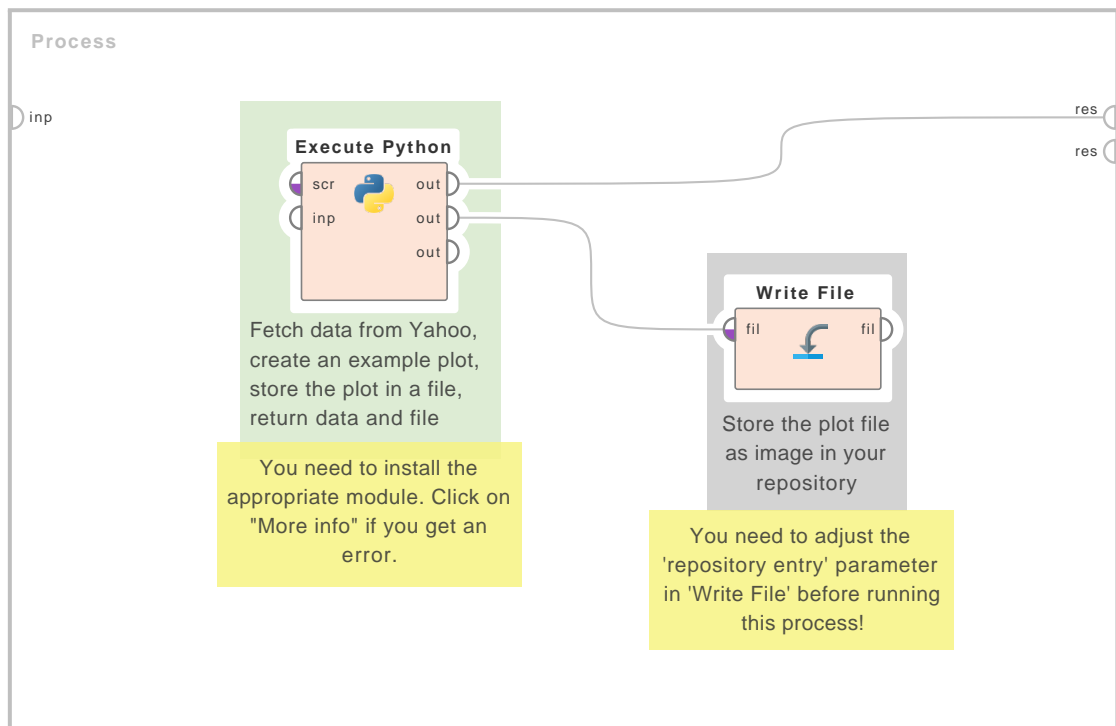 Process
inp
res
res
Execute Python
scr
out
inp
out
out
Fetch data from Yahoo,
create an example plot,
store the plot in a file,
return data and file
You need to install the
appropriate module. Click on
"More info" if you get an
error.
Write File
fil
fil
Store the plot file
as image in your
repository
You need to adjust the
'repository entry' parameter
in 'Write File' before running
this process!